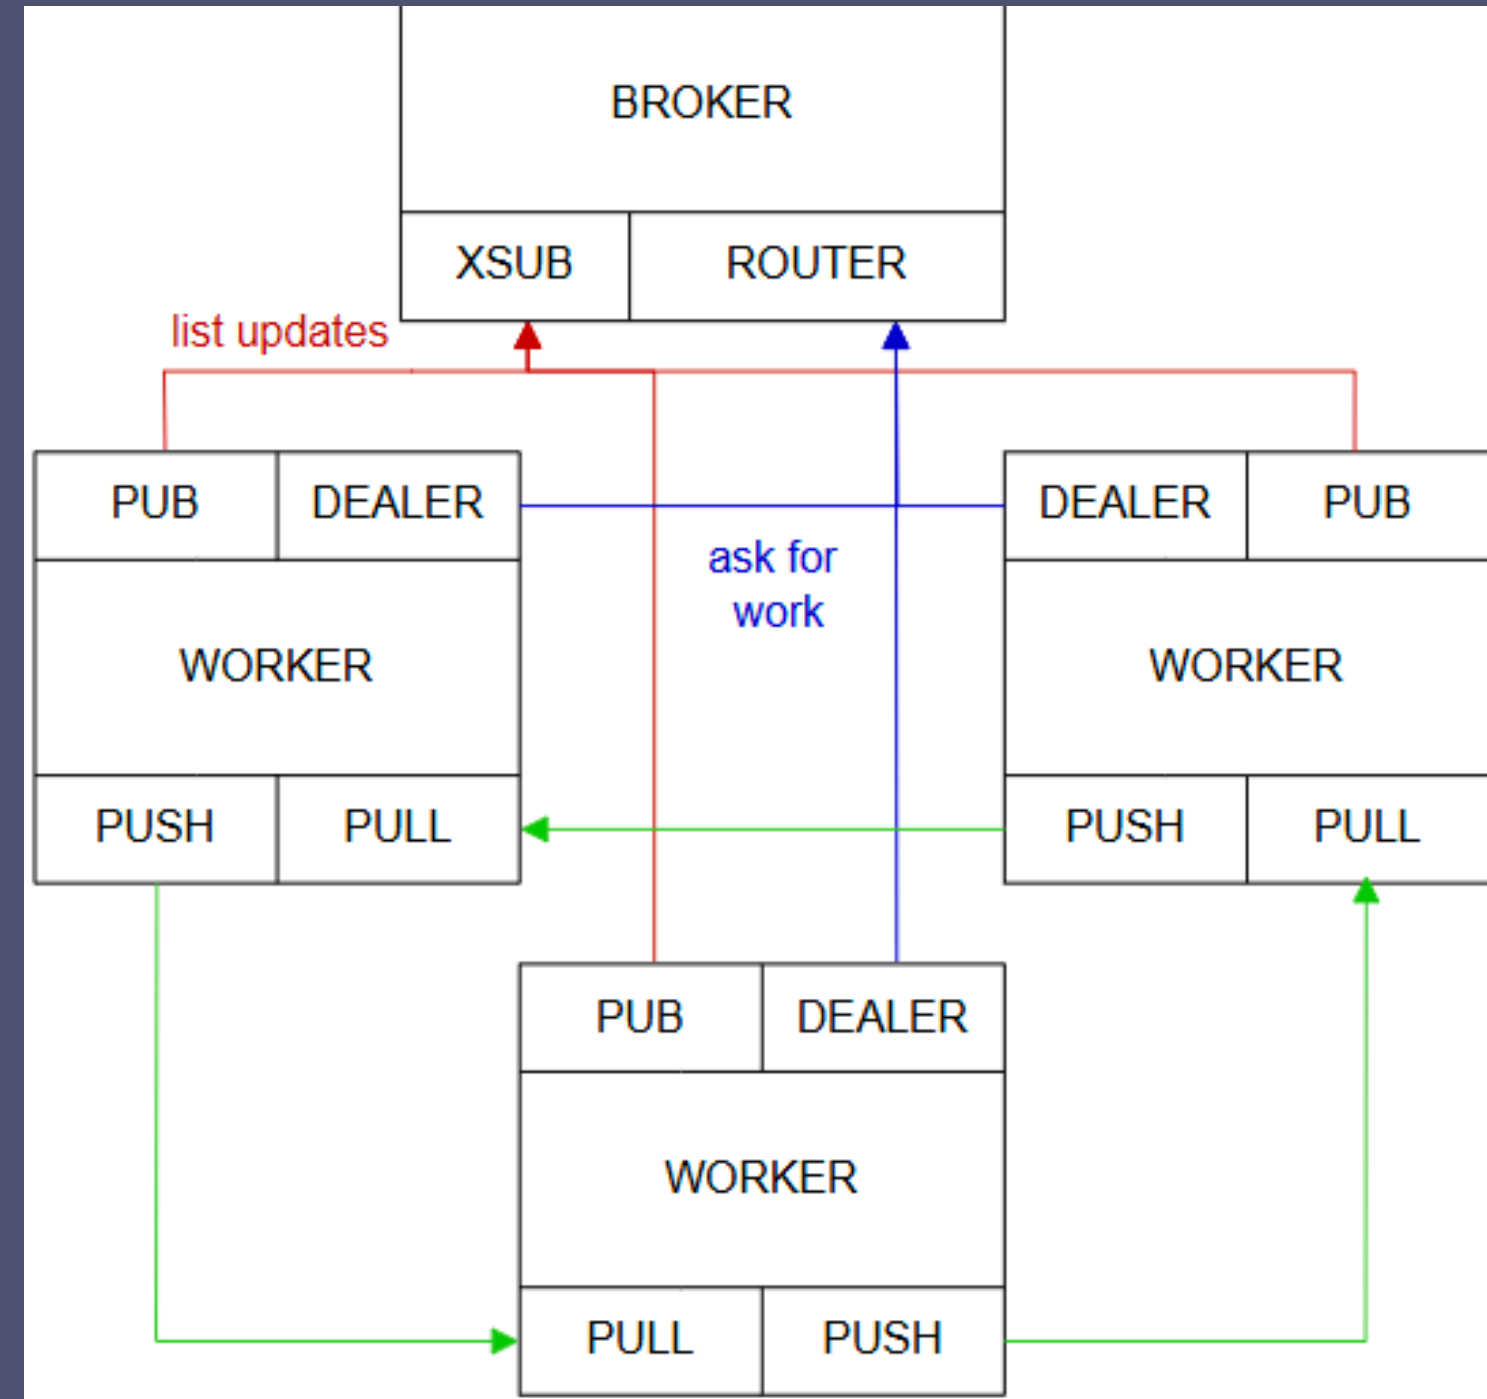 BROKER
XSUB
ROUTER
list updates
PUB
DEALER
DEALER
PUB
ask for
work
WORKER
WORKER
PUSH
PULL
PUSH
PULL
PUB
DEALER
WORKER
PULL
PUSH